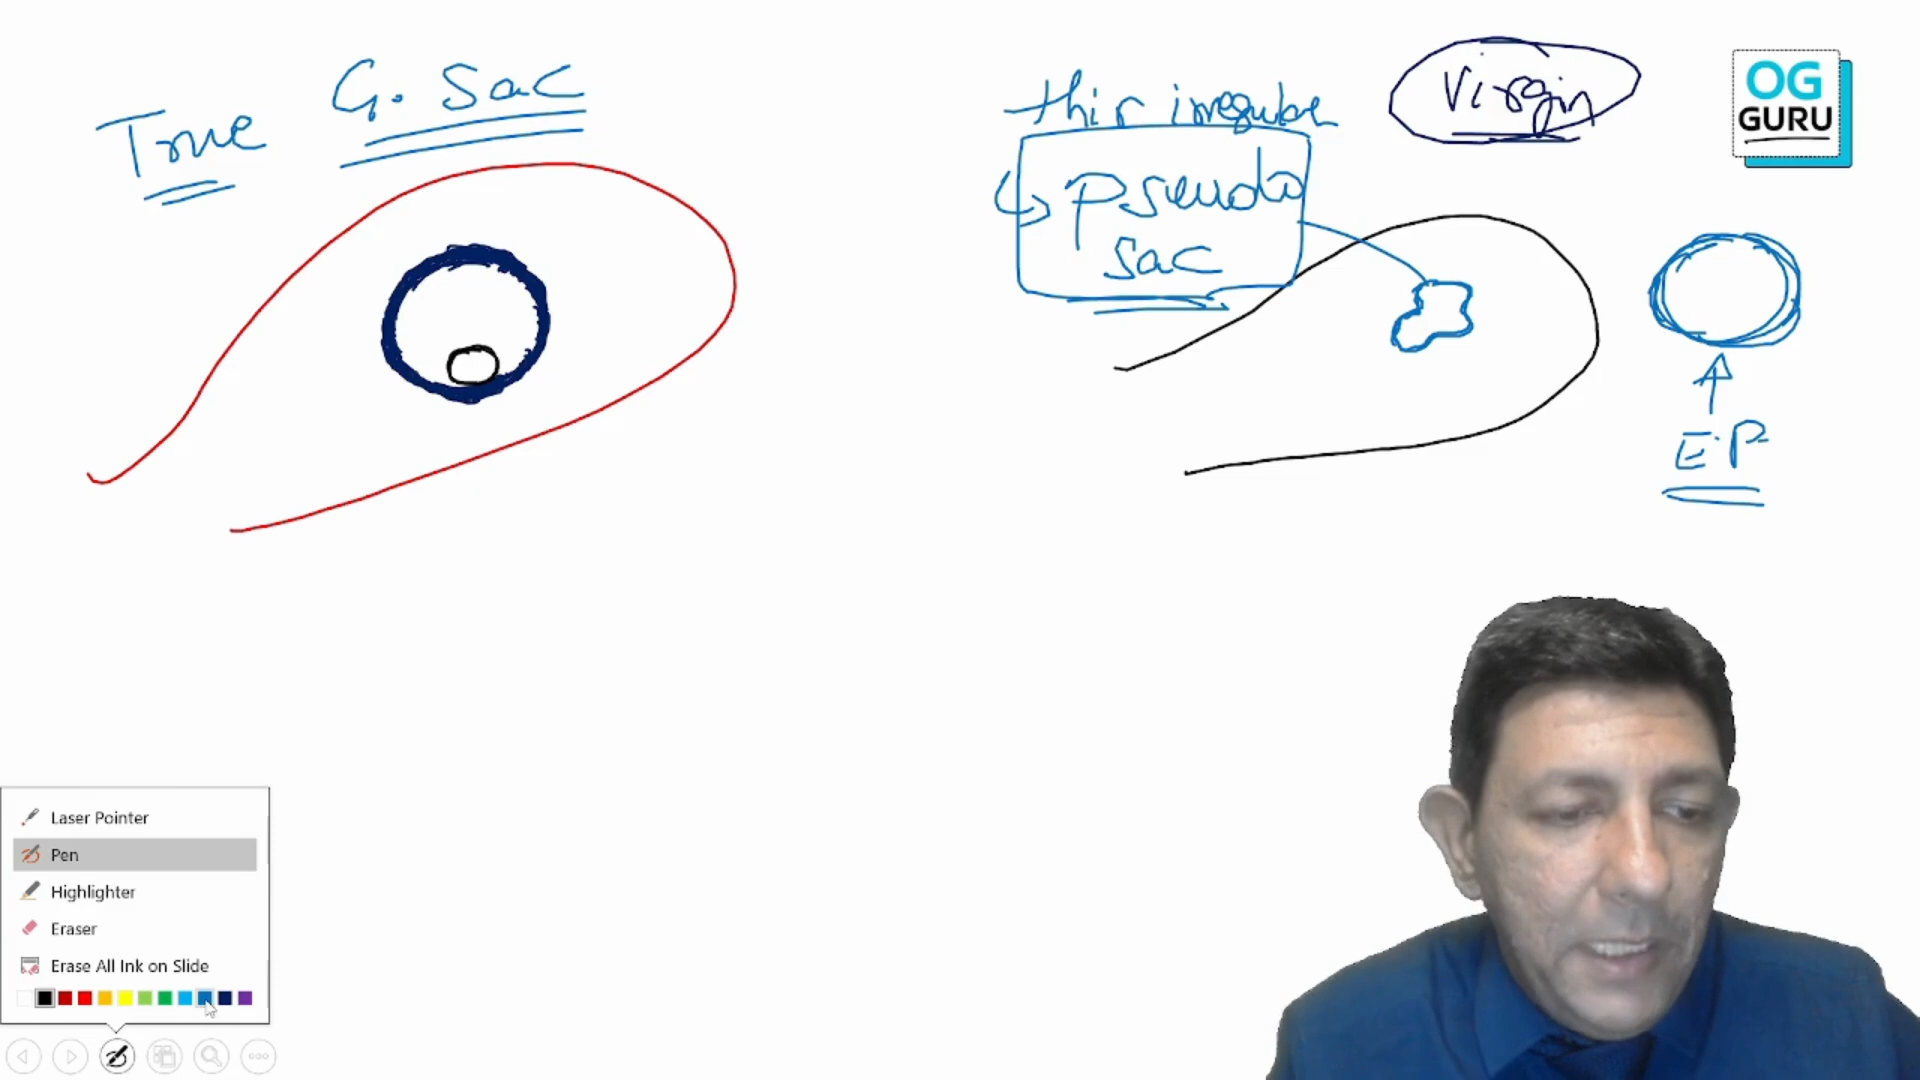 True G. Sac
thin irregular
pseudo
sac
Virgin
OG
GURU
E.P
Laser Pointer
Pen
Highlighter
Eraser
Erase All Ink on Slide